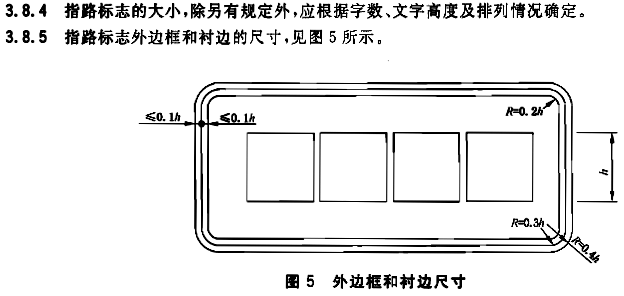 3.8.4 指路标志的大小,除另有规定外,应根据字数、文字高度及排列情况确定。
3.8.5 指路标志外边框和衬边的尺寸,见图5所示。
≤0.1h
≤0.1h
R=0.2h
h
R=0.3h
R=0.4h
图5 外边框和衬边尺寸